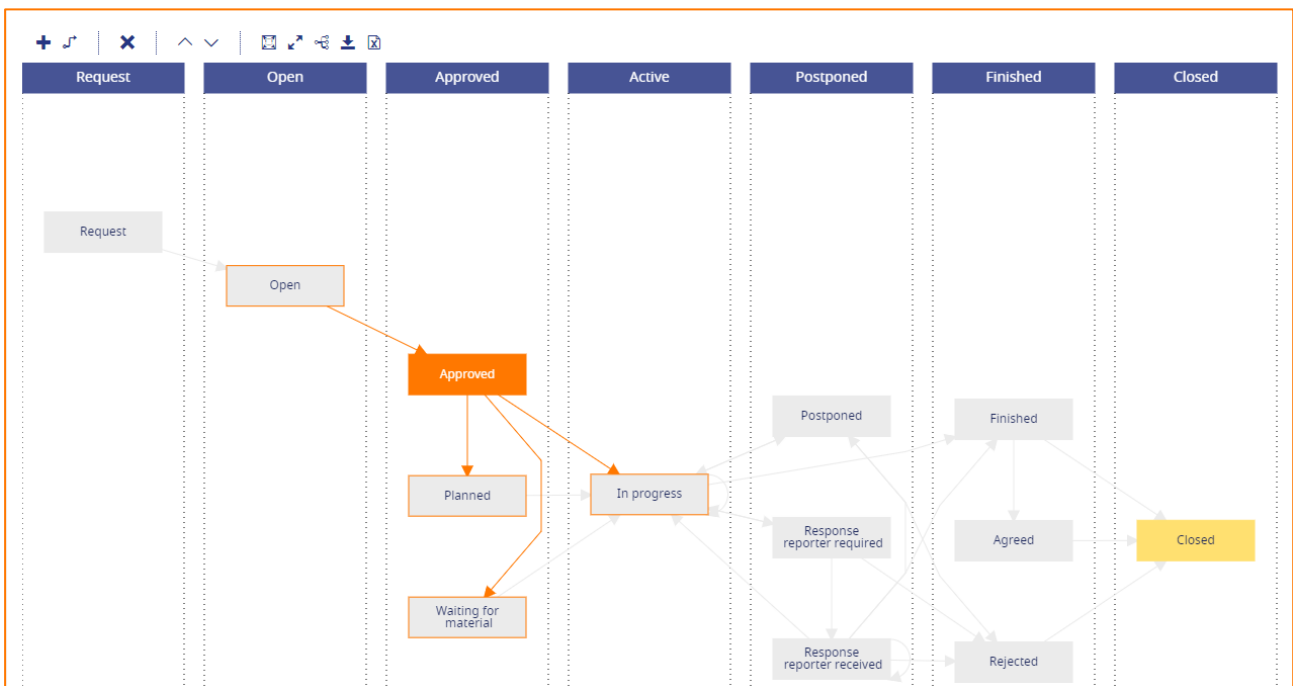 Request
Open
Approved
Active
Postponed
Finished
Closed
Request
Open
Approved
Postponed
Finished
Planned
In progress
Response
reporter required
Agreed
Closed
Waiting for
material
Response
reporter received
Rejected